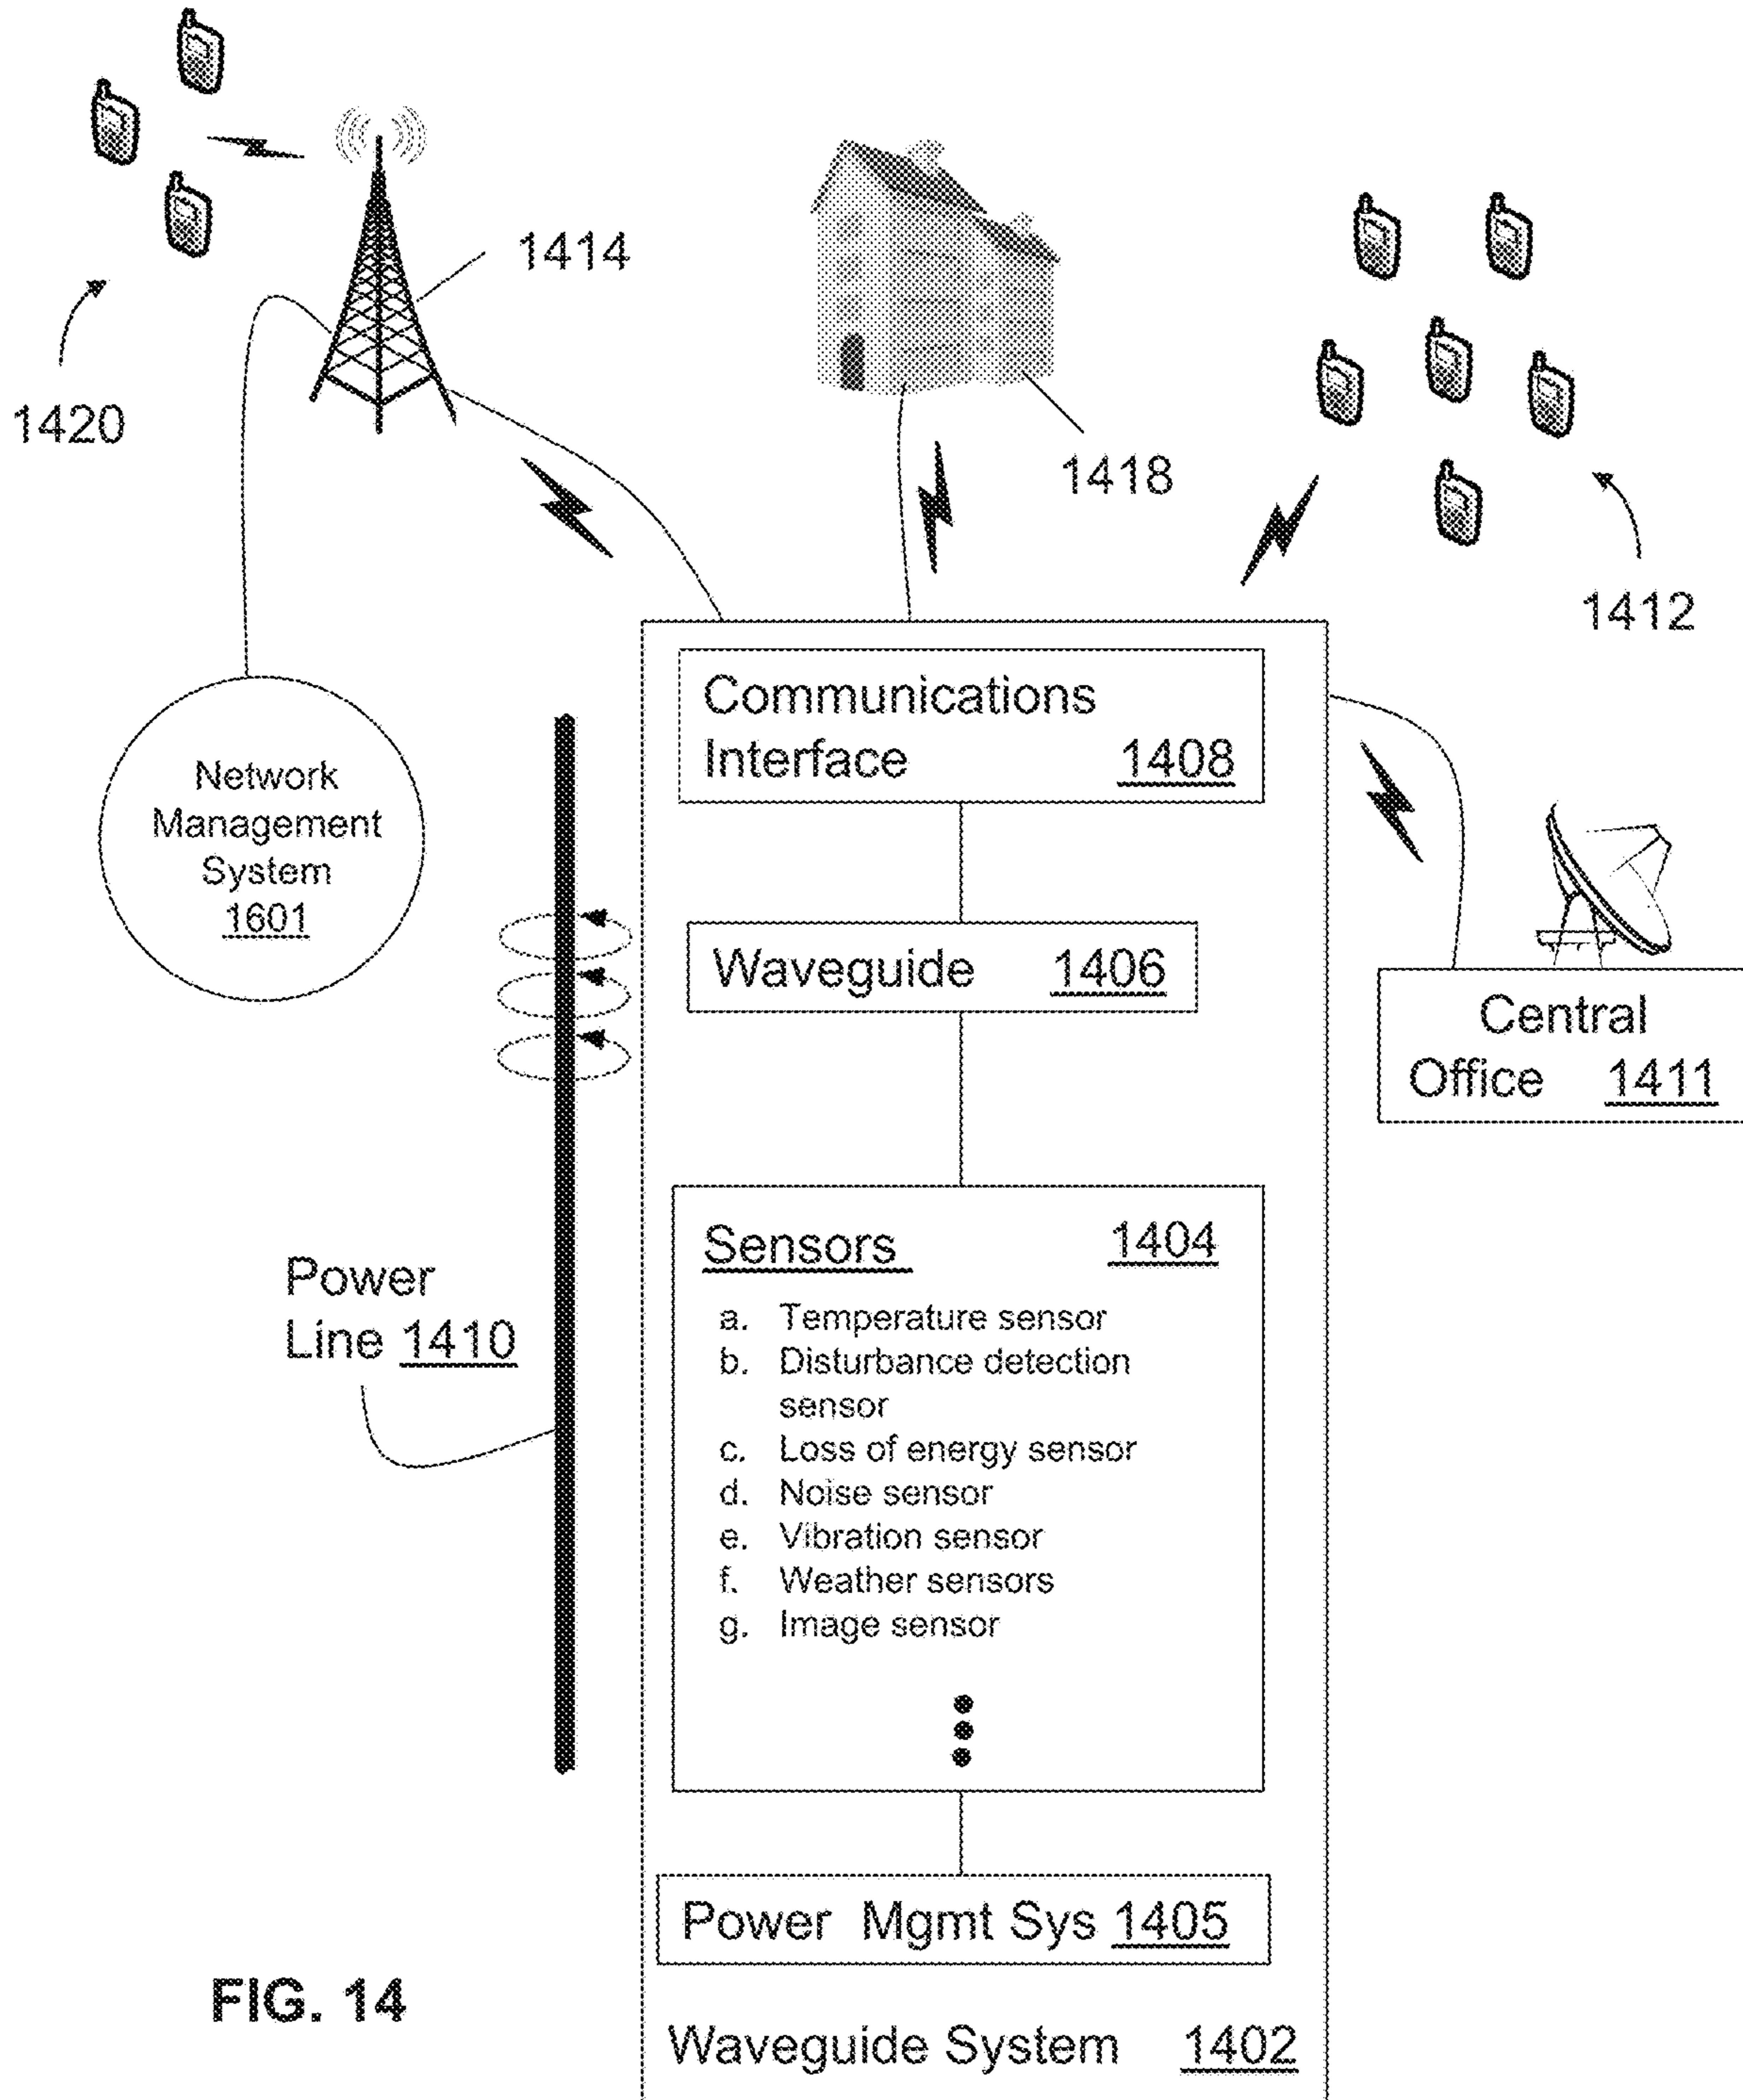 1414
1420
1418
1412
Communications
Interface 1408
Network
Management
System
1601
Waveguide 1406
Central
Office 1411
Sensors 1404
Power
Line 1410
a. Temperature sensor
b. Disturbance detection
sensor
c. Loss of energy sensor
d. Noise sensor
e. Vibration sensor
f. Weather sensors
g. Image sensor
Power Mgmt Sys 1405
FIG. 14
Waveguide System 1402